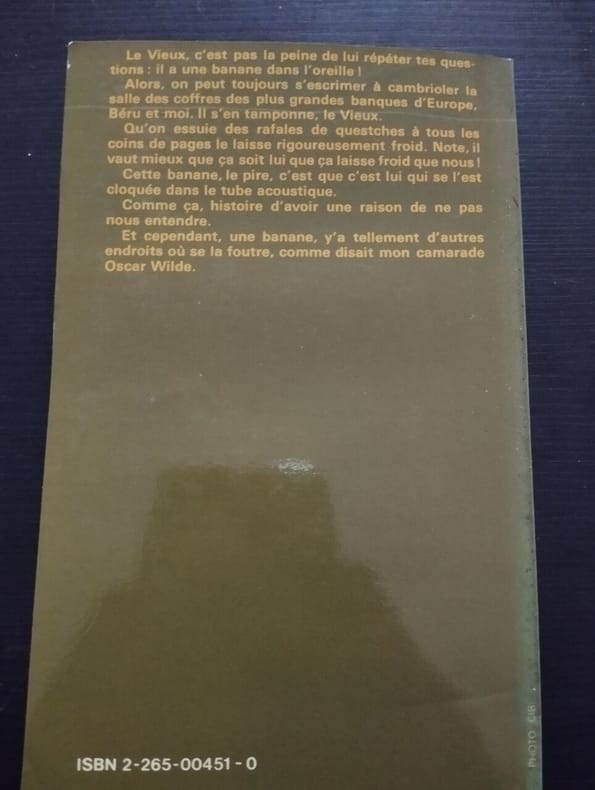 Le Vieux, c'est pas la peine de lui répéter tes ques-
tions : il a une banane dans l'oreille !
Alors, on peut toujours s'escrimer à cambrioler la
salle des coffres des plus grandes banques d'Europe,
Béru et moi. Il s'en tamponne, le Vieux.
Qu'on essuie des rafales de questches à tous les
coins de pages le laisse rigoureusement froid. Note, il
vaut mieux que ça soit lui que ça laisse froid que nous !
Cette banane, le pire, c'est que c'est lui qui se l'est
cloquée dans le tube acoustique.
Comme ça, histoire d'avoir une raison de ne pas
nous entendre.
Et cependant, une banane, y'a tellement d'autres
endroits où se la foutre, comme disait mon camarade
Oscar Wilde.
PHOTO CIB
ISBN 2-265-00451-0